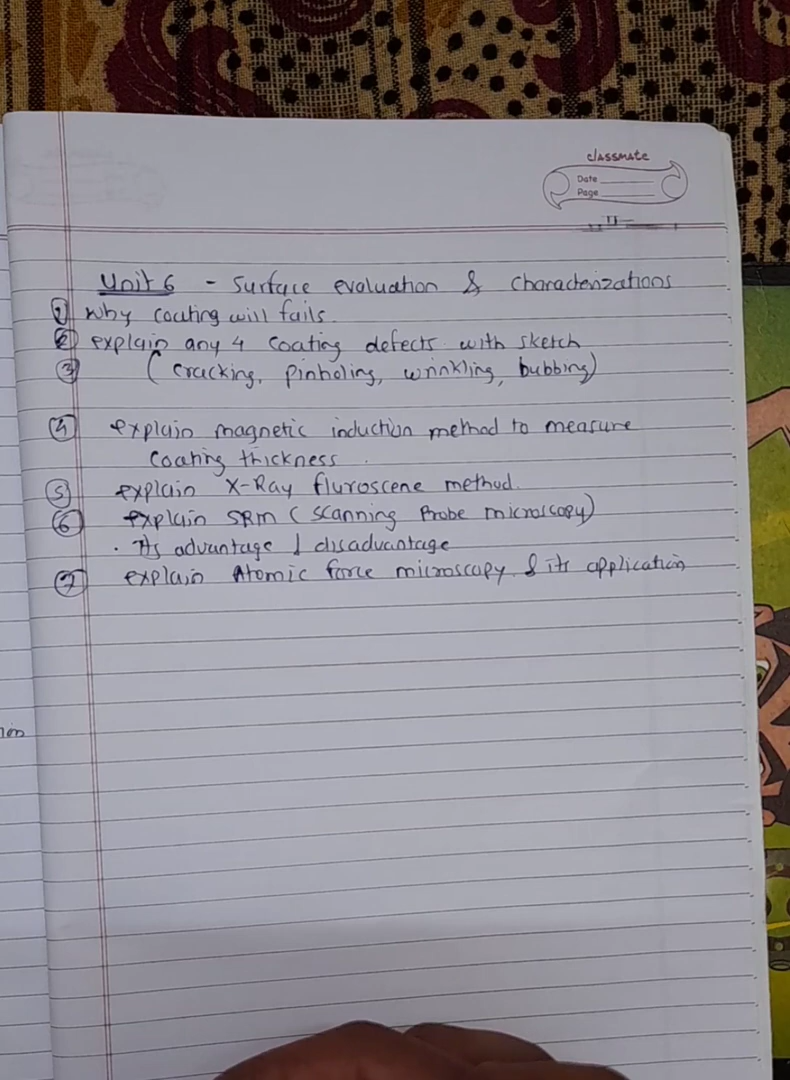 classmate
Date
Page
Unit 6 - Surface evaluation & characterizations
① why coating will fails.
② explain any 4 coating defects with sketch
③ (cracking, Pinholing, wrinkling, bubbing)
④ explain magnetic induction method to measure
coating thickness.
⑤ explain X-Ray fluroscene method.
⑥ explain SPM (scanning Probe microscopy)
. Its advantage / disadvantage
⑦ explain Atomic force microscopy & its application